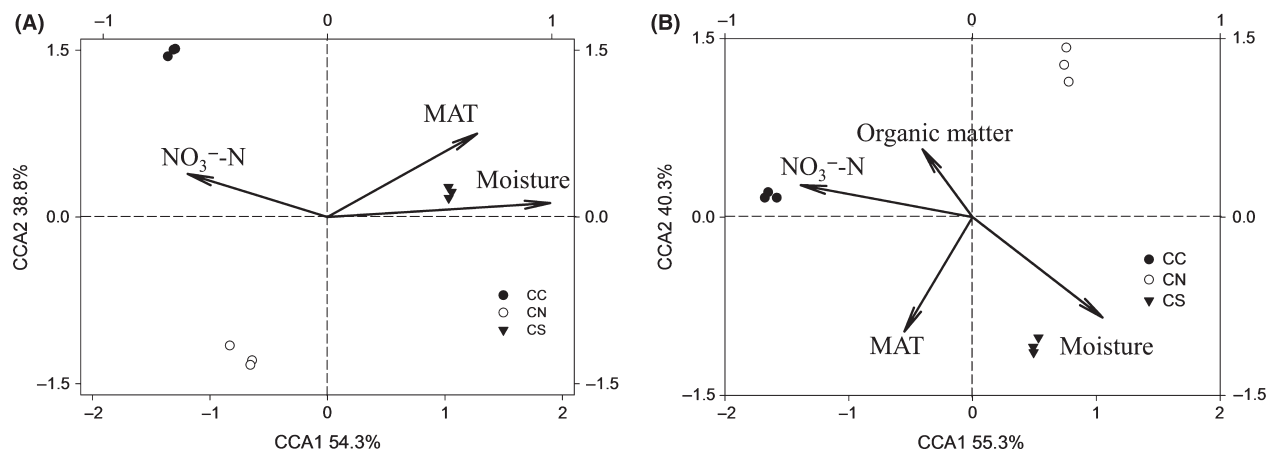 (A)
−1 0 1
1.5 1.5
MAT
NO₃⁻-N
Moisture
0.0 0.0
CCA2 38.8%
CC
CN
CS
−1.5 −1.5
−2 −1 0 1 2
CCA1 54.3%
(B)
−1 0 1
1.5 1.5
Organic matter
NO₃⁻-N
0.0 0.0
CCA2 40.3%
CC
CN
CS
MAT Moisture
−1.5 −1.5
−2 −1 0 1 2
CCA1 55.3%